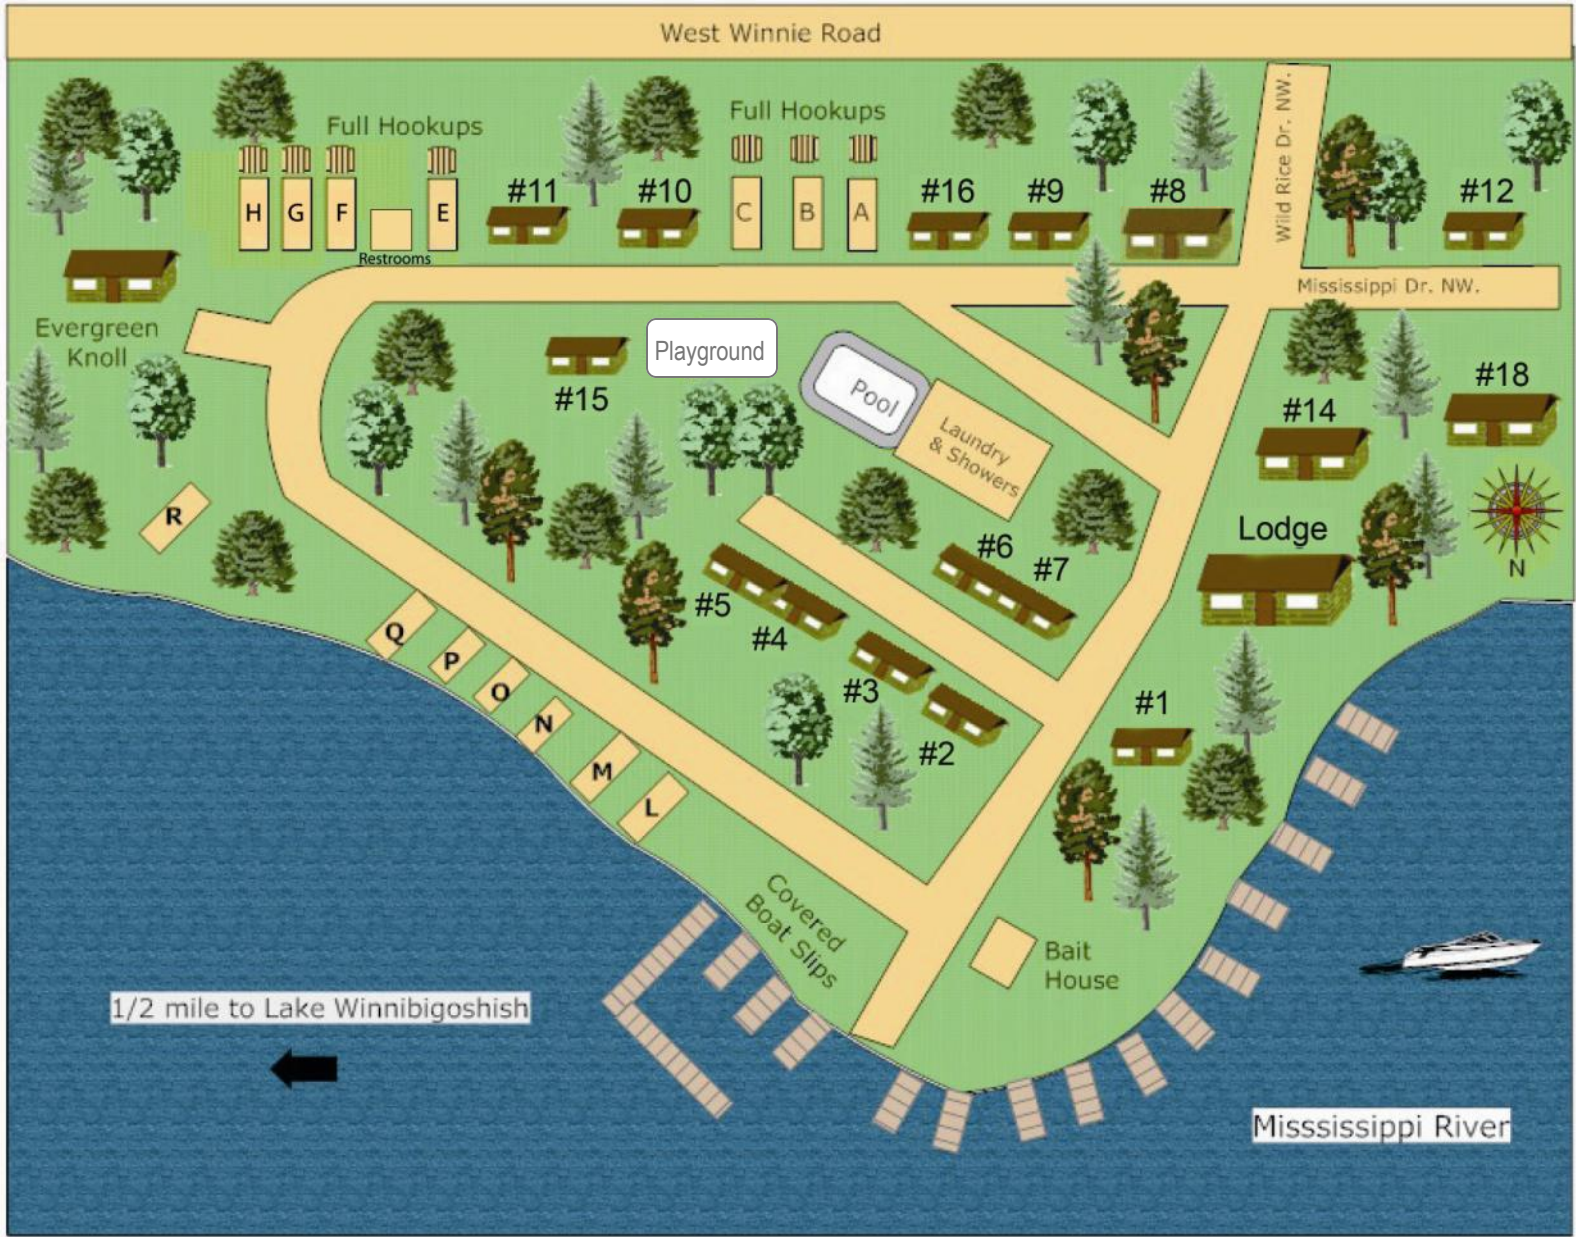 West Winnie Road
Full Hookups
Full Hookups
Wild Rice Dr. NW.
#11
#10
#16
#9
#8
#12
H
G
F
E
C
B
A
Restrooms
Mississippi Dr. NW.
Evergreen
Knoll
#15
Playground
Pool
Laundry
& Showers
#18
#14
R
Lodge
N
#6
#7
#5
#4
#3
#2
#1
Q
P
O
N
M
L
Covered
Boat Slips
Bait
House
1/2 mile to Lake Winnibigoshish
Misssissippi River